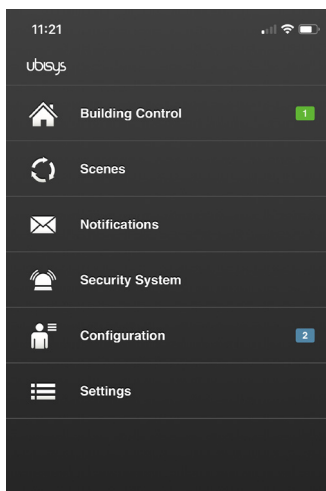 11:21
ubisys
Building Control 1
Scenes
Notifications
Security System
Configuration 2
Settings